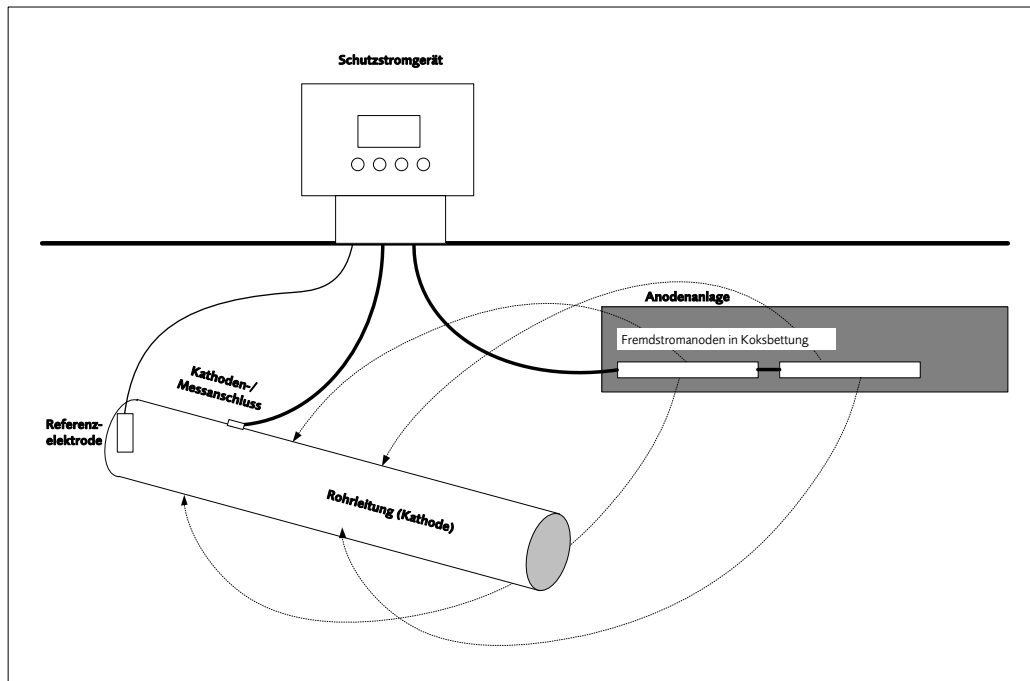 Schutzstromgerät
Anodenanlage
Fremdstromanoden in Koksbettung
Kathoden-/
Messanschluss
Referenz-
elektrode
Rohrleitung (Kathode)